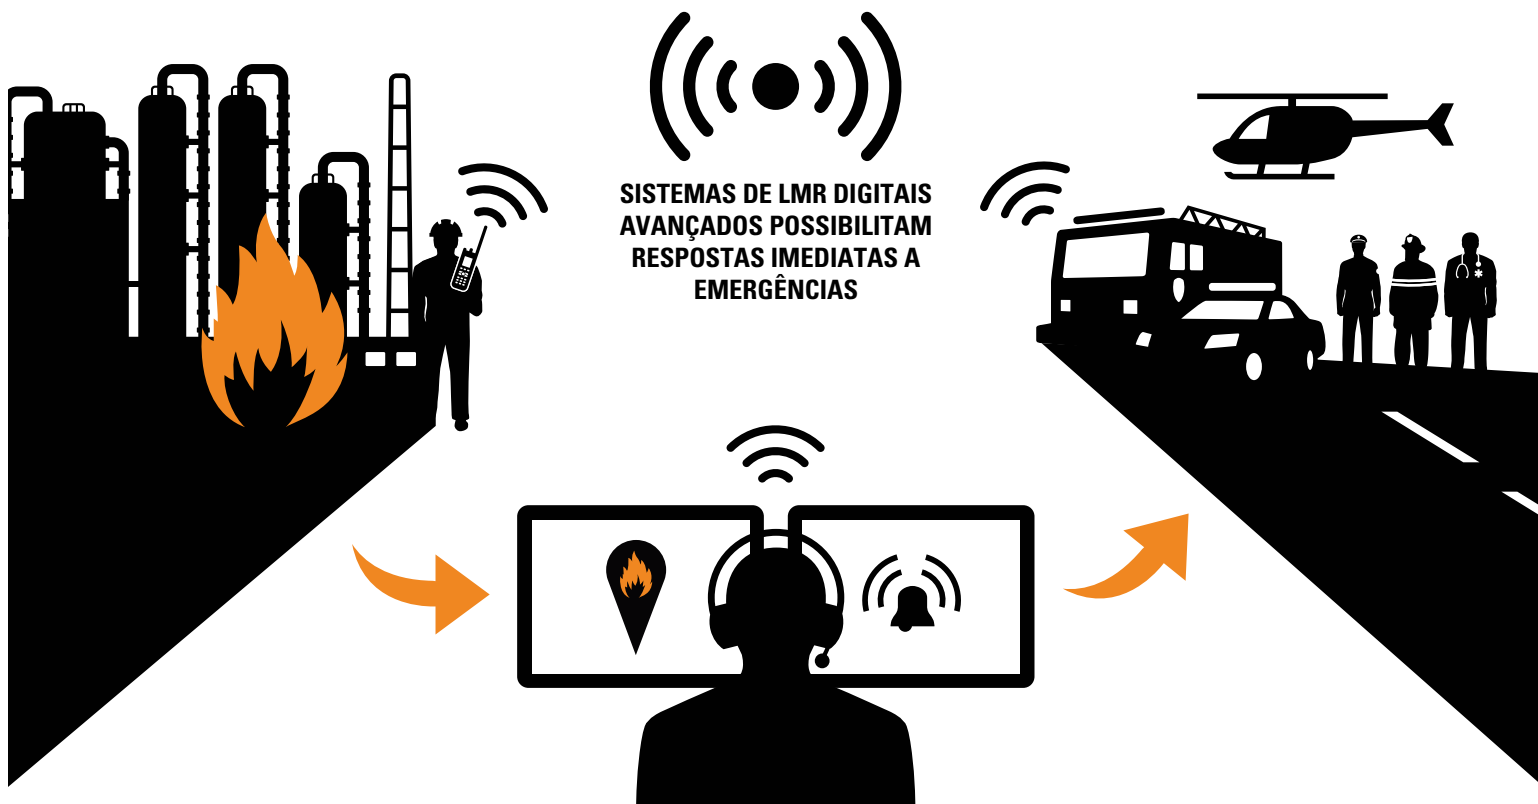 SISTEMAS DE LMR DIGITAIS
AVANÇADOS POSSIBILITAM
RESPOSTAS IMEDIATAS A
EMERGÊNCIAS